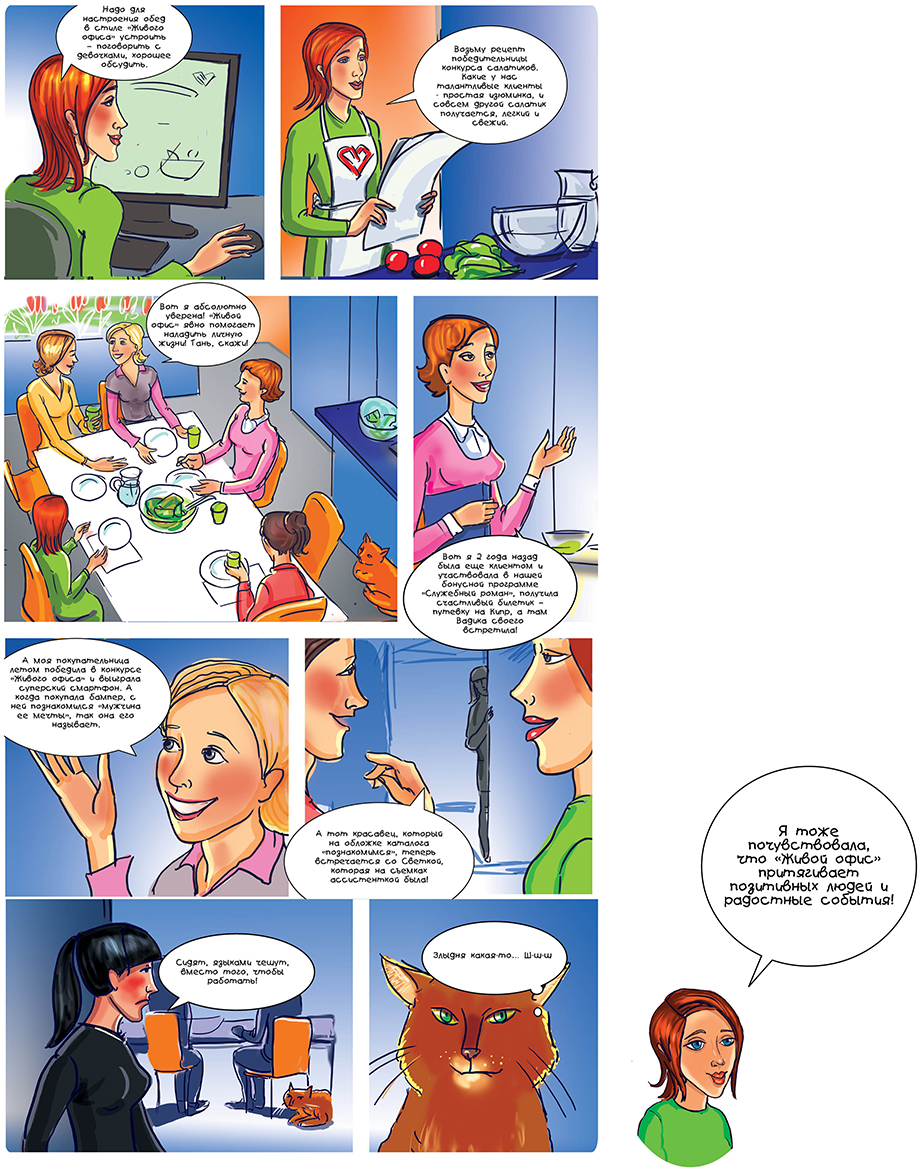 Надо для
настроения обед
в стиле «Живого
офиса» устроить
– поговорить с
девочками, хорошее
обсудить.
Возьму рецепт
победительницы
конкурса салатиков.
Какие у нас
талантливые клиенты
- простая изюминка, и
совсем другой салатик
получается, легкий и
свежий.
Вот я абсолютно
уверена! «Живой
офис» явно помогает
наладить личную
жизнь! Тань, скажи!
Вот я 2 года назад
была еще клиентом и
участвовала в нашей
бонусной программе
«Служебный роман», получила
счастливый билетик –
путевку на Кипр, а там
Вадика своего
встретила!
А моя покупательница
летом победила в конкурсе
«Живого офиса» и выиграла
суперский смартфон. А
когда покупала бампер, с
ней познакомился «мужчина
ее мечты», так она его
называет.
А тот красавец, который
на обложке каталога
«познакомимся», теперь
встречается со Светкой,
которая на съемках
ассистенткой была!
Сидят, языками чешут,
вместо того, чтобы
работать!
Злыдня какая-то... Ш-ш-ш
Я тоже
почувствовала,
что «Живой офис»
притягивает
позитивных людей и
радостные события!